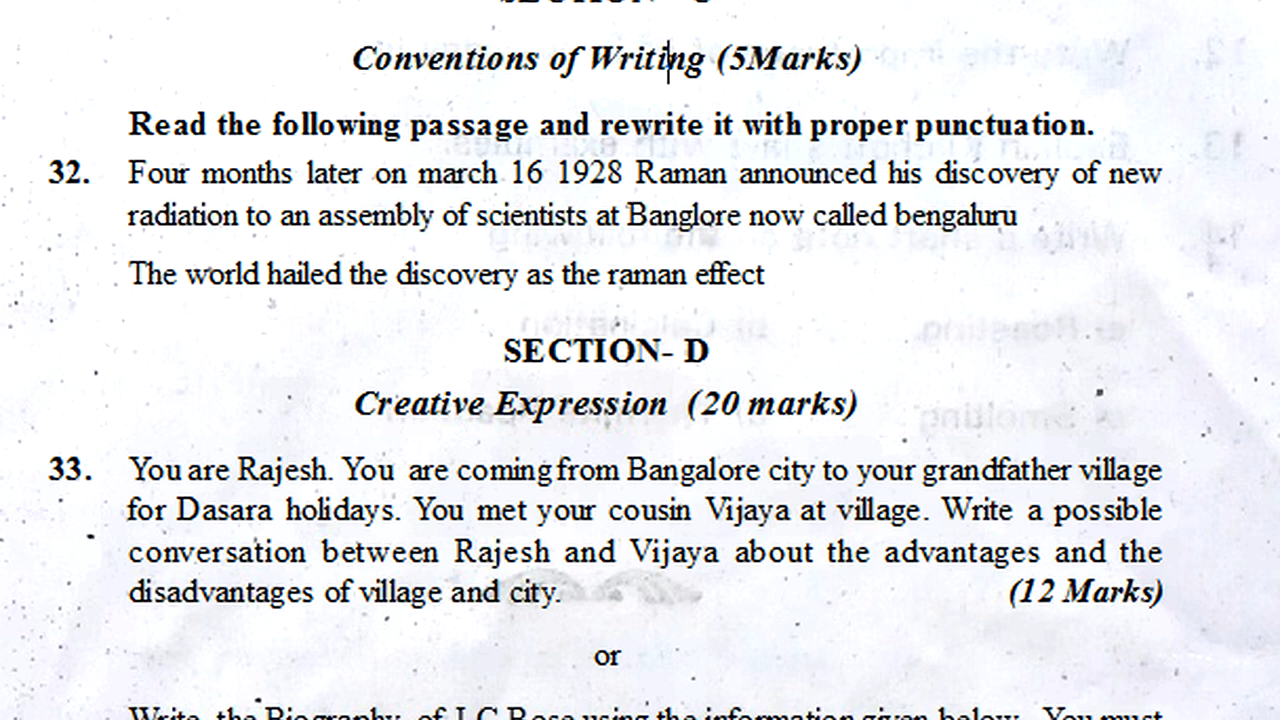 Conventions of Writing (5Marks)
Read the following passage and rewrite it with proper punctuation.
32. Four months later on march 16 1928 Raman announced his discovery of new
radiation to an assembly of scientists at Banglore now called bengaluru
The world hailed the discovery as the raman effect
SECTION- D
Creative Expression (20 marks)
33. You are Rajesh. You are coming from Bangalore city to your grandfather village
for Dasara holidays. You met your cousin Vijaya at village. Write a possible
conversation between Rajesh and Vijaya about the advantages and the
disadvantages of village and city. (12 Marks)
or
Write the Biography of J.C Bose using the information given below. You must